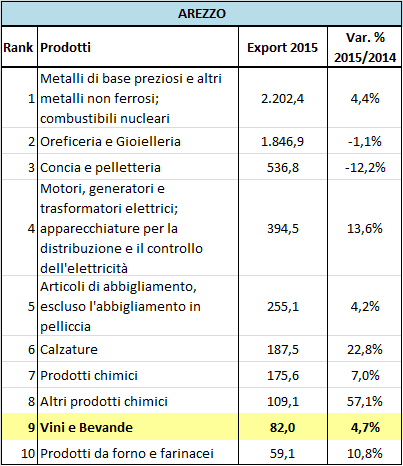 AREZZO
Rank Prodotti Export 2015 Var. % 2015/2014
1 Metalli di base preziosi e altri metalli non ferrosi; combustibili nucleari 2.202,4 4,4%
2 Oreficeria e Gioielleria 1.846,9 -1,1%
3 Concia e pelletteria 536,8 -12,2%
4 Motori, generatori e trasformatori elettrici; apparecchiature per la distribuzione e il controllo dell'elettricità 394,5 13,6%
5 Articoli di abbigliamento, escluso l'abbigliamento in pelliccia 255,1 4,2%
6 Calzature 187,5 22,8%
7 Prodotti chimici 175,6 7,0%
8 Altri prodotti chimici 109,1 57,1%
9 Vini e Bevande 82,0 4,7%
10 Prodotti da forno e farinacei 59,1 10,8%